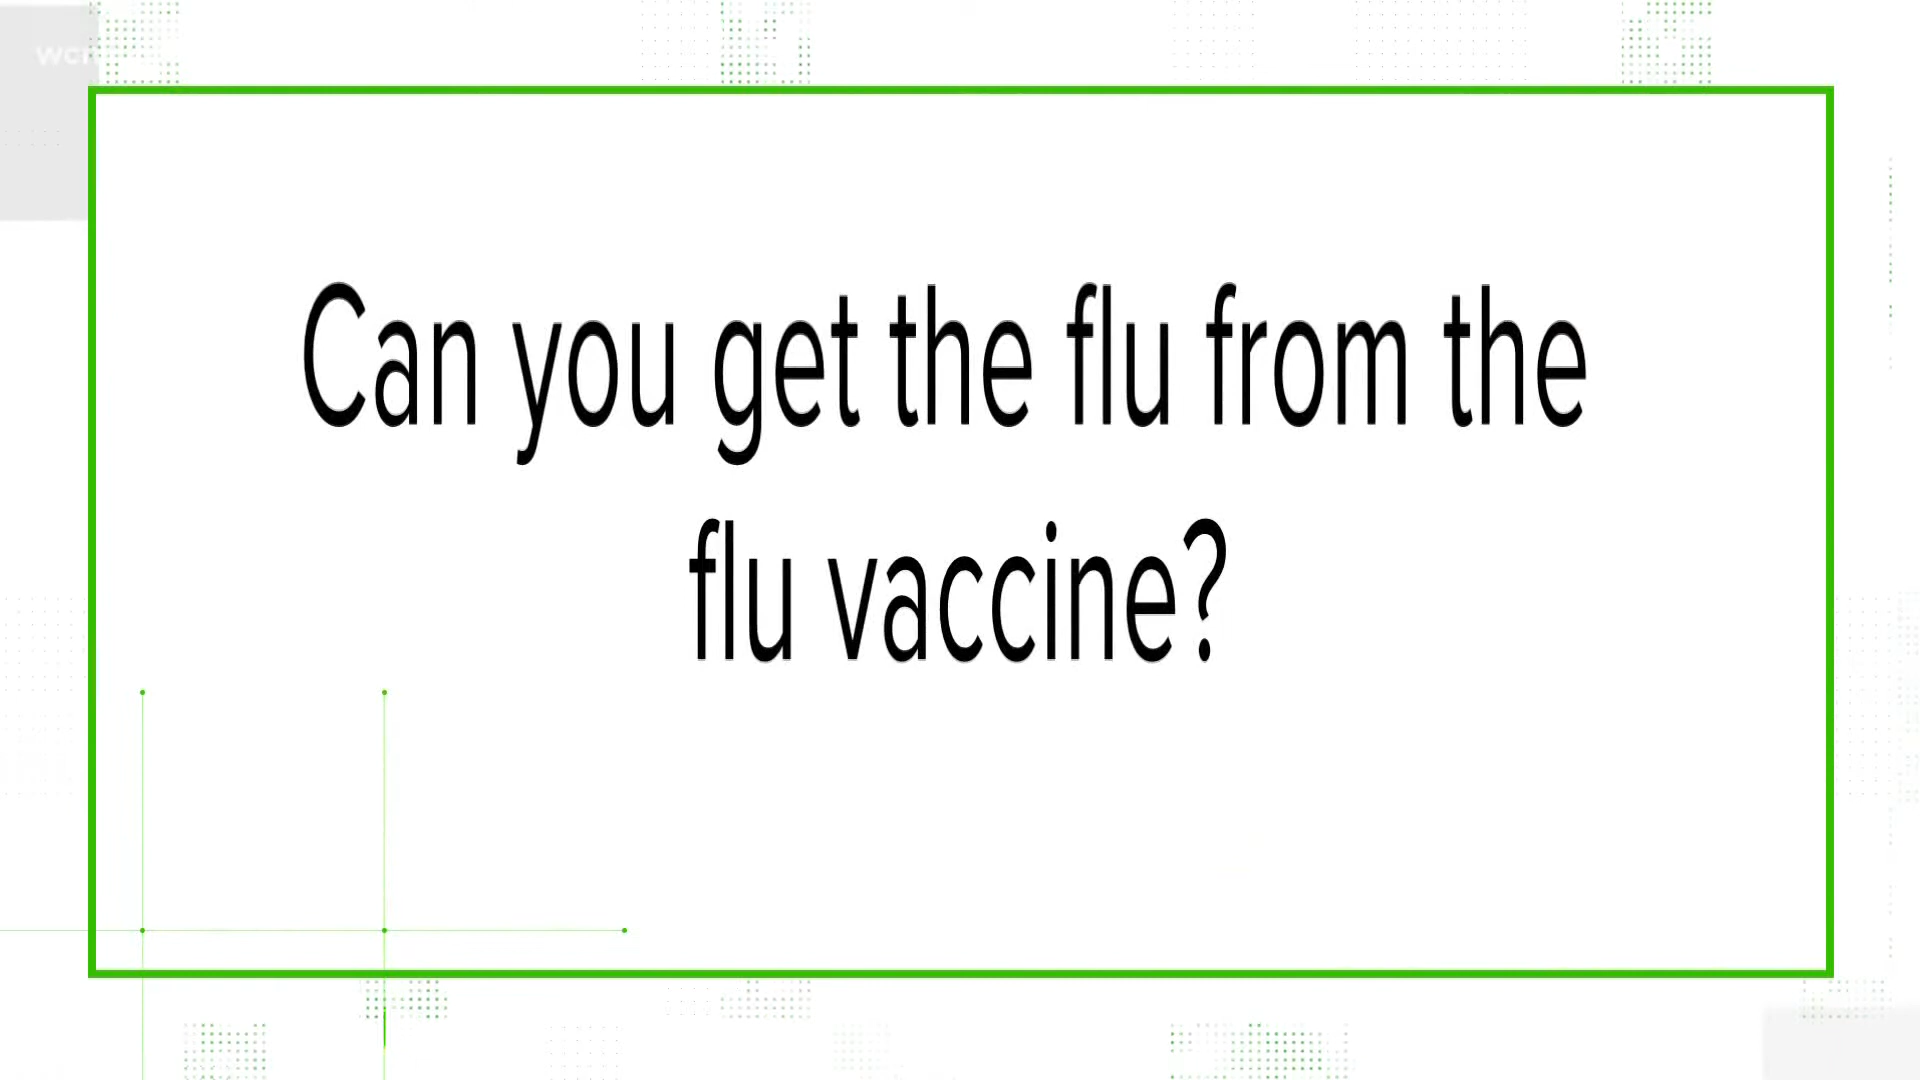 Can you get the flu from the
flu vaccine?